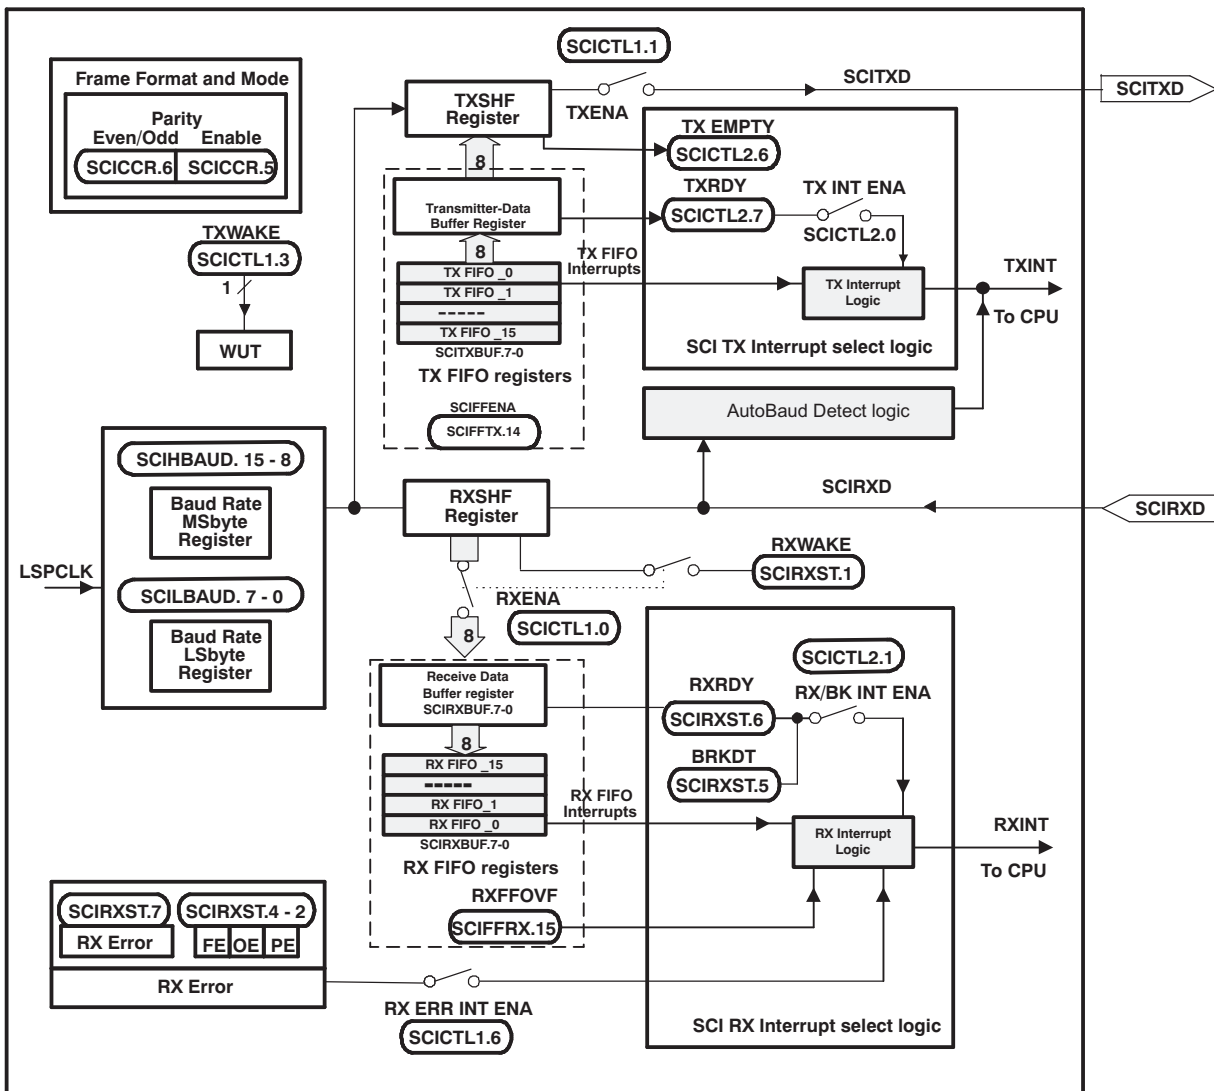 SCICTL1.1
Frame Format and Mode
Parity
Even/Odd Enable
SCICCR.6 SCICCR.5
TXSHF
Register
TXENA
SCITXD
SCITXD
8
TX EMPTY
SCICTL2.6
TXRDY
SCICTL2.7
TX INT ENA
SCICTL2.0
Transmitter-Data
Buffer Register
8
TX FIFO
Interrupts
TX FIFO _0
TX FIFO _1
-----
TX FIFO _15
SCITXBUF.7-0
TX FIFO registers
SCIFFENA
SCIFFTX.14
TX Interrupt
Logic
TXINT
To CPU
SCI TX Interrupt select logic
TXWAKE
SCICTL1.3
1
WUT
AutoBaud Detect logic
SCIHBAUD. 15 - 8
Baud Rate
MSbyte
Register
LSPCLK
SCILBAUD. 7 - 0
Baud Rate
LSbyte
Register
RXSHF
Register
SCIRXD
SCIRXD
RXWAKE
SCIRXST.1
RXENA
SCICTL1.0
8
Receive Data
Buffer register
SCIRXBUF.7-0
8
RX FIFO _15
-----
RX FIFO_1
RX FIFO _0
SCIRXBUF.7-0
RX FIFO registers
RX FIFO
Interrupts
RXFFOVF
SCIFFRX.15
SCICTL2.1
RXRDY
RX/BK INT ENA
SCIRXST.6
BRKDT
SCIRXST.5
RX Interrupt
Logic
RXINT
To CPU
SCI RX Interrupt select logic
SCIRXST.7 SCIRXST.4 - 2
RX Error FE OE PE
RX Error
RX ERR INT ENA
SCICTL1.6